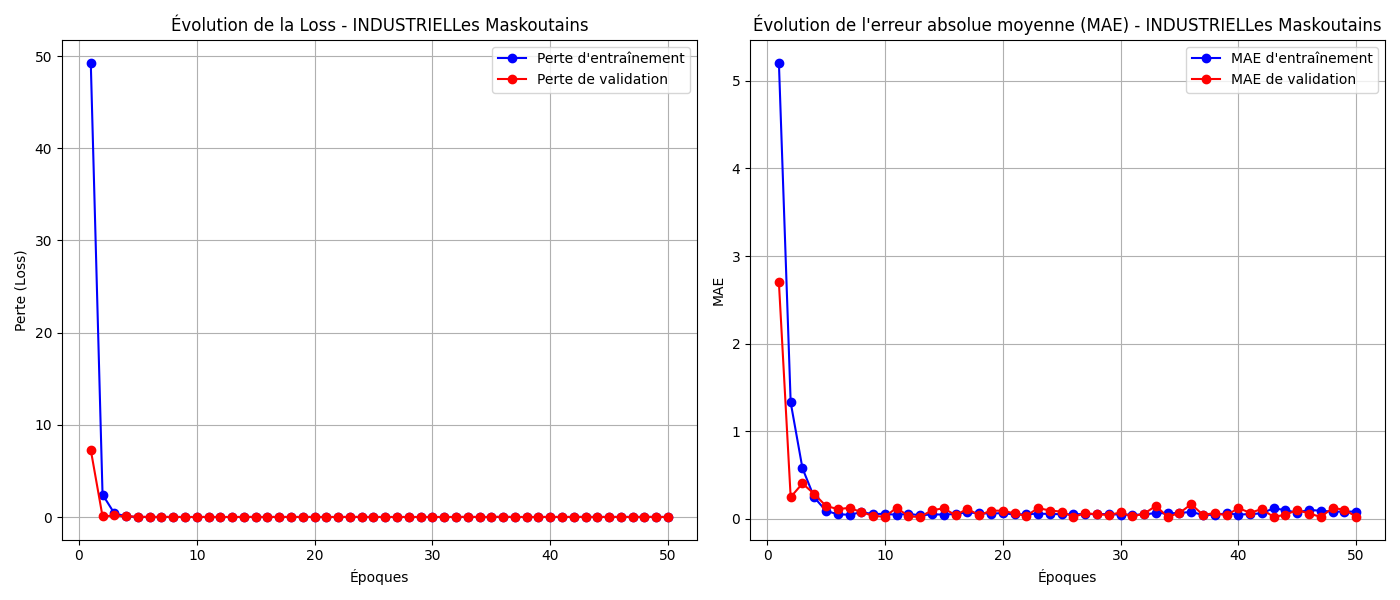 Évolution de la Loss - INDUSTRIELLes Maskoutains
Perte d'entraînement
Perte de validation
Perte (Loss)
50
40
30
20
10
0
0 10 20 30 40 50
Époques
Évolution de l'erreur absolue moyenne (MAE) - INDUSTRIELLes Maskoutains
MAE d'entraînement
MAE de validation
MAE
5
4
3
2
1
0
0 10 20 30 40 50
Époques